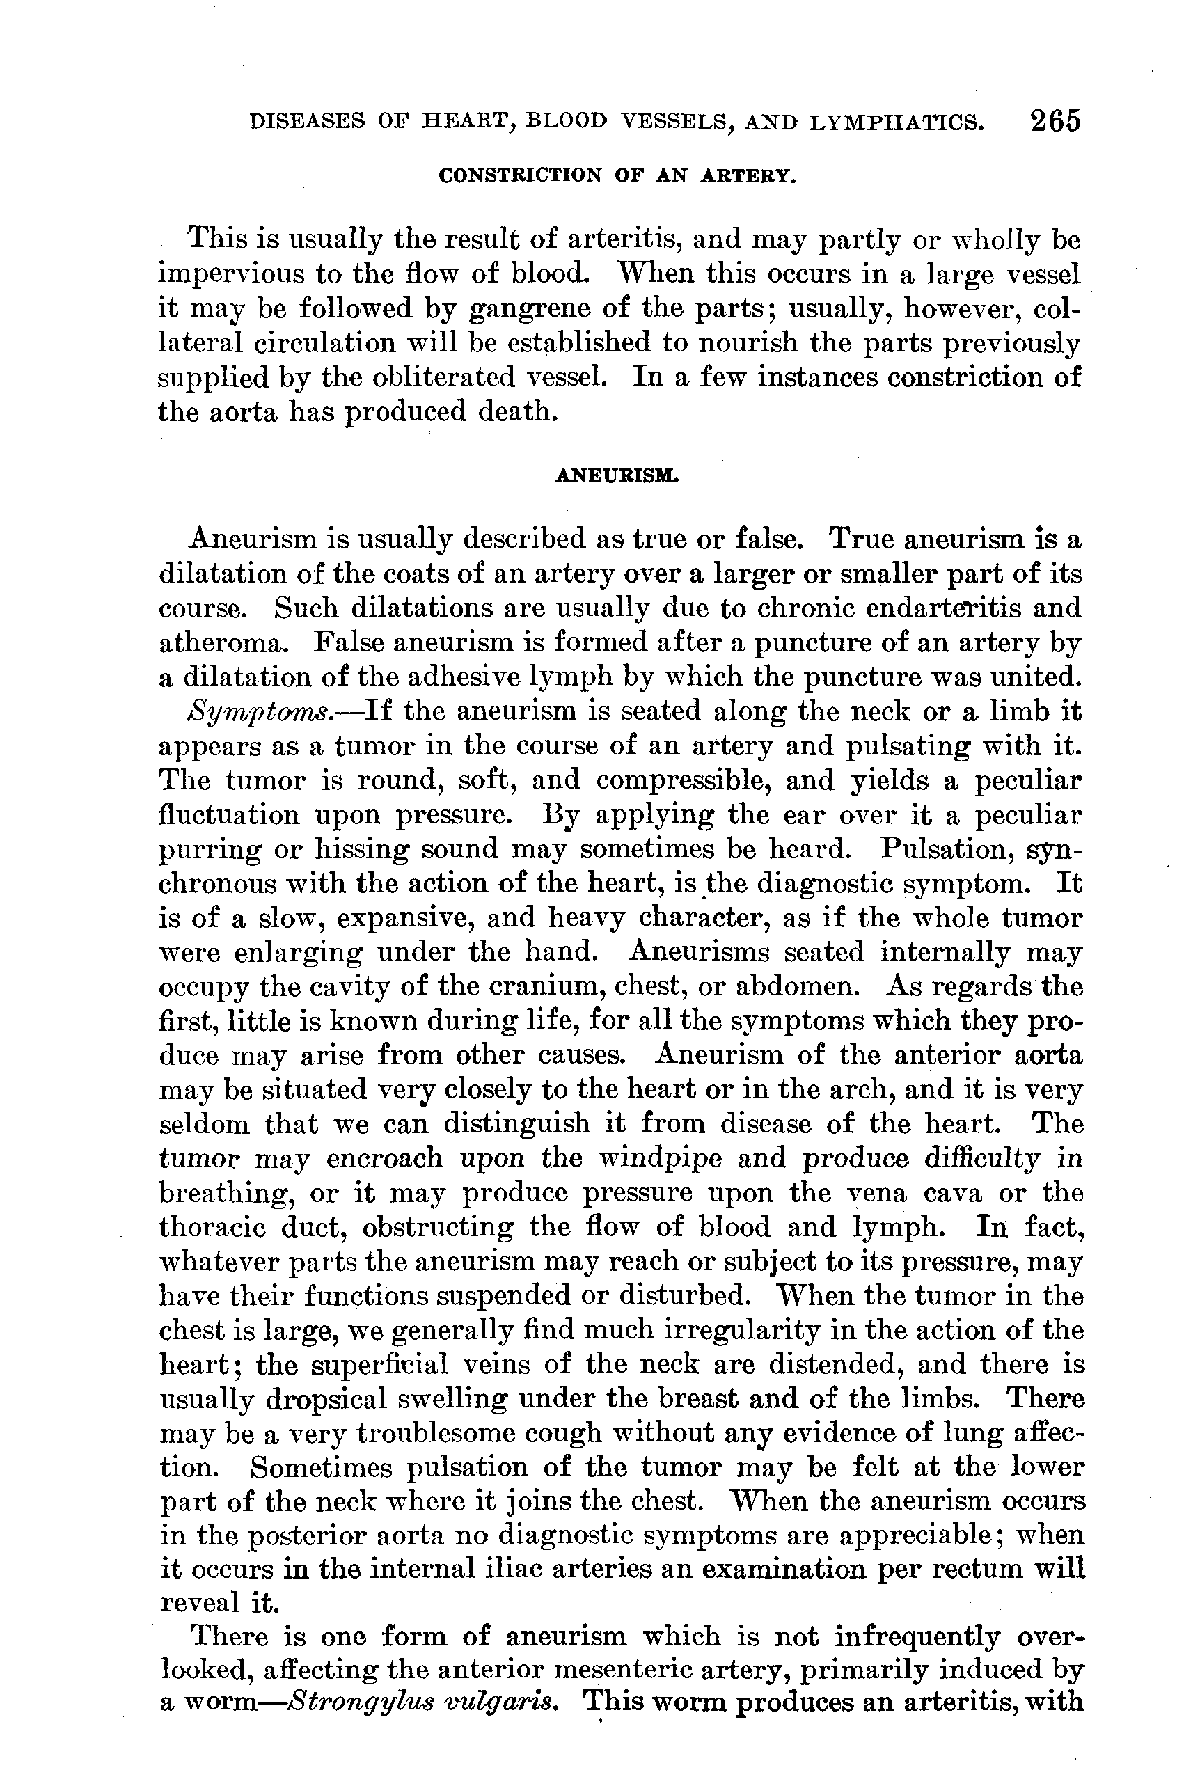 DISEASES OF HEART, BLOOD VESSELS, AND LYMPHATICS. 265
CONSTRICTION OF AN ARTERY.
This is usually the result of arteritis, and may partly or wholly be
impervious to the flow of blood. When this occurs in a large vessel
it may be followed by gangrene of the parts; usually, however, col-
lateral circulation will be established to nourish the parts previously
supplied by the obliterated vessel. In a few instances constriction of
the aorta has produced death.
ANEURISM.
Aneurism is usually described as true or false. True aneurism is a
dilatation of the coats of an artery over a larger or smaller part of its
course. Such dilatations are usually due to chronic endarteritis and
atheroma. False aneurism is formed after a puncture of an artery by
a dilatation of the adhesive lymph by which the puncture was united.
Symptoms.—If the aneurism is seated along the neck or a limb it
appears as a tumor in the course of an artery and pulsating with it.
The tumor is round, soft, and compressible, and yields a peculiar
fluctuation upon pressure. By applying the ear over it a peculiar
purring or hissing sound may sometimes be heard. Pulsation, syn-
chronous with the action of the heart, is the diagnostic symptom. It
is of a slow, expansive, and heavy character, as if the whole tumor
were enlarging under the hand. Aneurisms seated internally may
occupy the cavity of the cranium, chest, or abdomen. As regards the
first, little is known during life, for all the symptoms which they pro-
duce may arise from other causes. Aneurism of the anterior aorta
may be situated very closely to the heart or in the arch, and it is very
seldom that we can distinguish it from disease of the heart. The
tumor may encroach upon the windpipe and produce difficulty in
breathing, or it may produce pressure upon the vena cava or the
thoracic duct, obstructing the flow of blood and lymph. In fact,
whatever parts the aneurism may reach or subject to its pressure, may
have their functions suspended or disturbed. When the tumor in the
chest is large, we generally find much irregularity in the action of the
heart; the superficial veins of the neck are distended, and there is
usually dropsical swelling under the breast and of the limbs. There
may be a very troublesome cough without any evidence of lung affec-
tion. Sometimes pulsation of the tumor may be felt at the lower
part of the neck where it joins the chest. When the aneurism occurs
in the posterior aorta no diagnostic symptoms are appreciable; when
it occurs in the internal iliac arteries an examination per rectum will
reveal it.
There is one form of aneurism which is not infrequently over-
looked, affecting the anterior mesenteric artery, primarily induced by
a worm—Strongylus vulgaris. This worm produces an arteritis, with